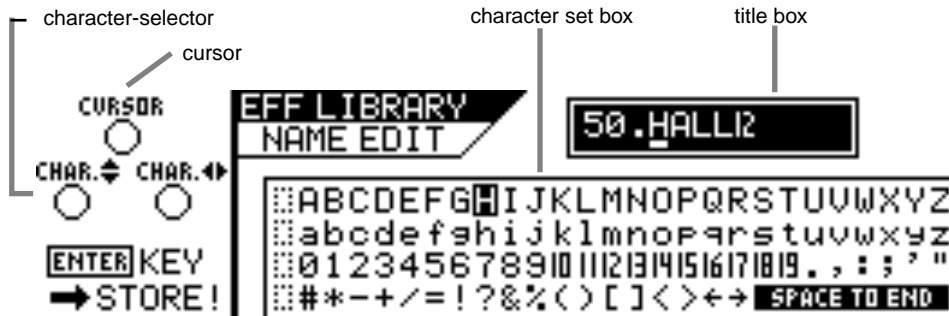 character-selector
character set box
title box
cursor
CURSOR
CHAR.⬍ CHAR.◀▶
ENTER KEY
➡STORE!
EFF LIBRARY
NAME EDIT
50.HALL12
ABCDEFGHIJKLMNOPQRSTUVWXYZ
abcdefghijklmnopqrstuvwxyz
012345678910111213141516171819.,:;'"
#*-+/=!?&%()[]<>←→ SPACE TO END